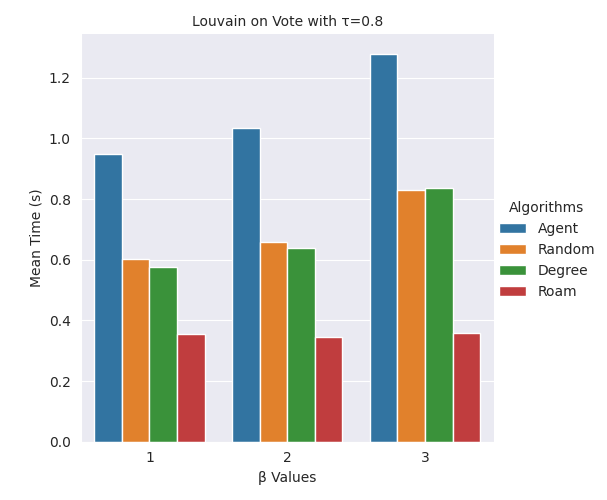 Louvain on Vote with τ=0.8
Mean Time (s)
1.2
1.0
0.8
0.6
0.4
0.2
0.0
1 2 3
β Values
Algorithms
Agent
Random
Degree
Roam